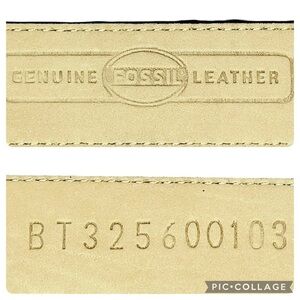 GENUINE FOSSIL LEATHER
BT325600103
PIC•COLLAGE